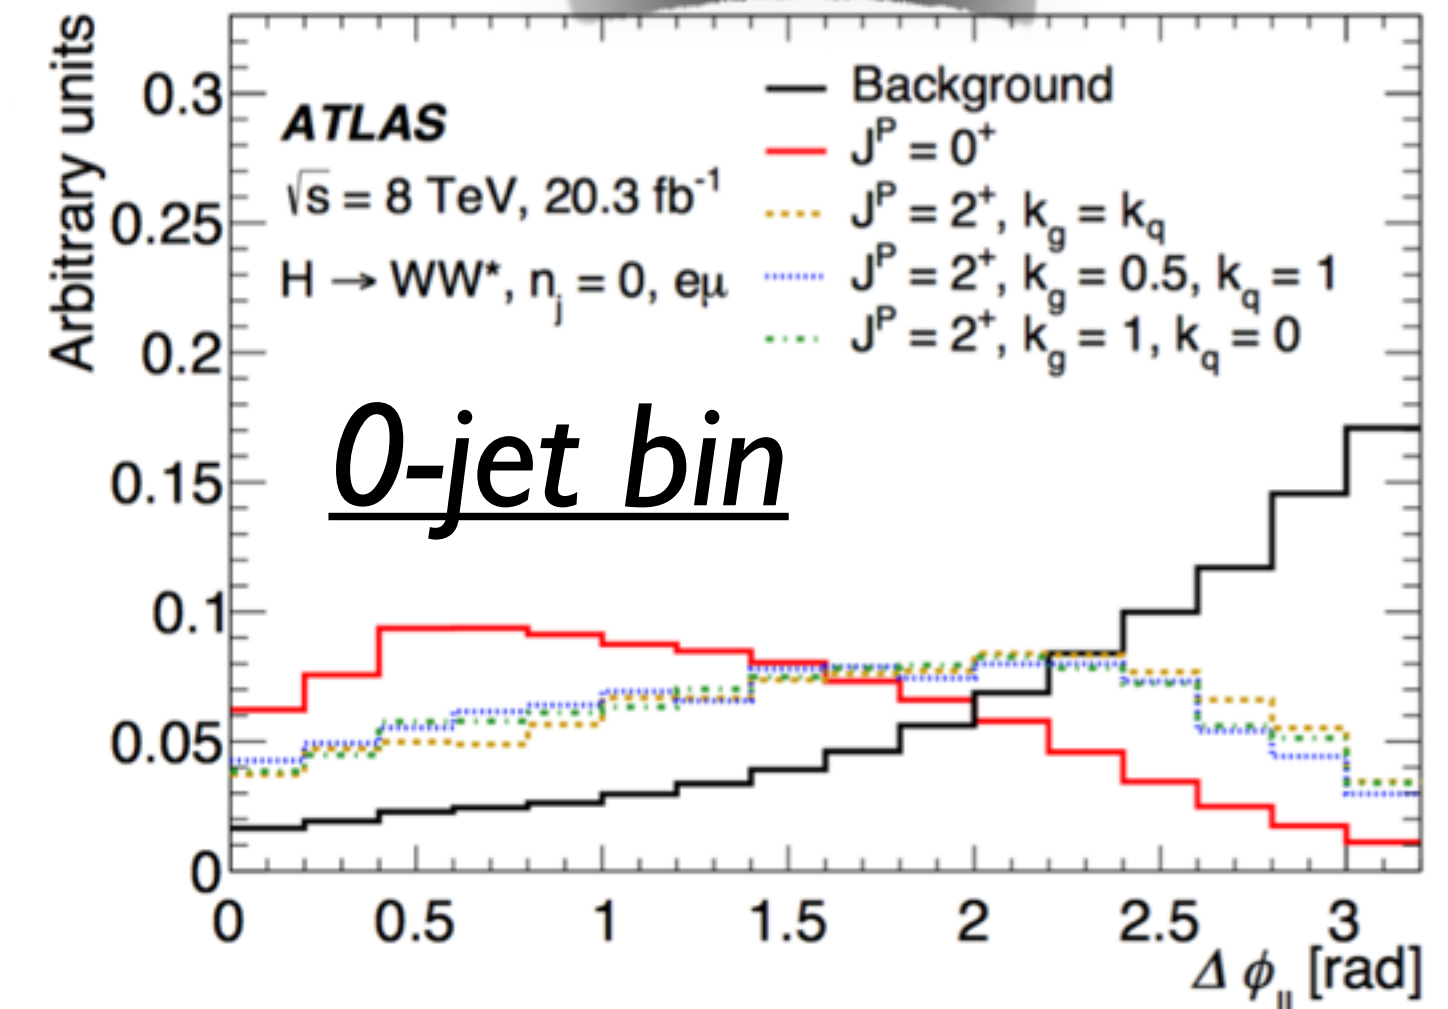 Arbitrary units
0.3
0.25
0.2
0.15
0.1
0.05
0
ATLAS
√s = 8 TeV, 20.3 fb⁻¹
H → WW*, nⱼ = 0, eμ
Background
Jᴾ = 0⁺
Jᴾ = 2⁺, k_g = k_q
Jᴾ = 2⁺, k_g = 0.5, k_q = 1
Jᴾ = 2⁺, k_g = 1, k_q = 0
0-jet bin
0 0.5 1 1.5 2 2.5 3
Δ ϕ_ll [rad]